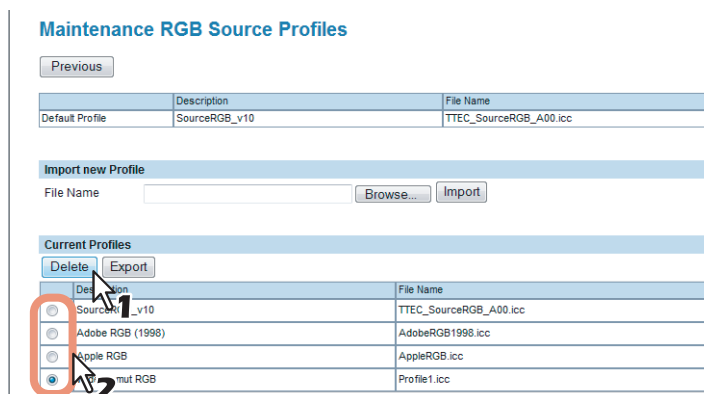 Maintenance RGB Source Profiles
Previous
Description File Name
Default Profile SourceRGB_v10 TTEC_SourceRGB_A00.icc
Import new Profile
File Name Browse... Import
Current Profiles
Delete Export
File Name
1
_v10 TTEC_SourceRGB_A00.icc
Adobe RGB (1998) AdobeRGB1998.icc
Apple RGB AppleRGB.icc
RGB Profile1.icc
2